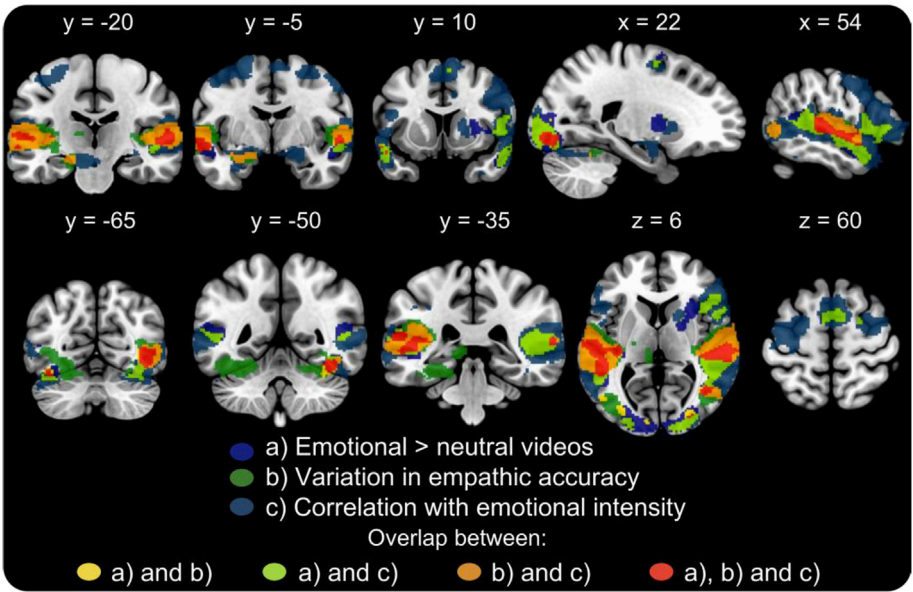 y = -20 y = -5 y = 10 x = 22 x = 54
y = -65 y = -50 y = -35 z = 6 z = 60
a) Emotional > neutral videos
b) Variation in empathic accuracy
c) Correlation with emotional intensity
Overlap between:
a) and b) a) and c) b) and c) a), b) and c)